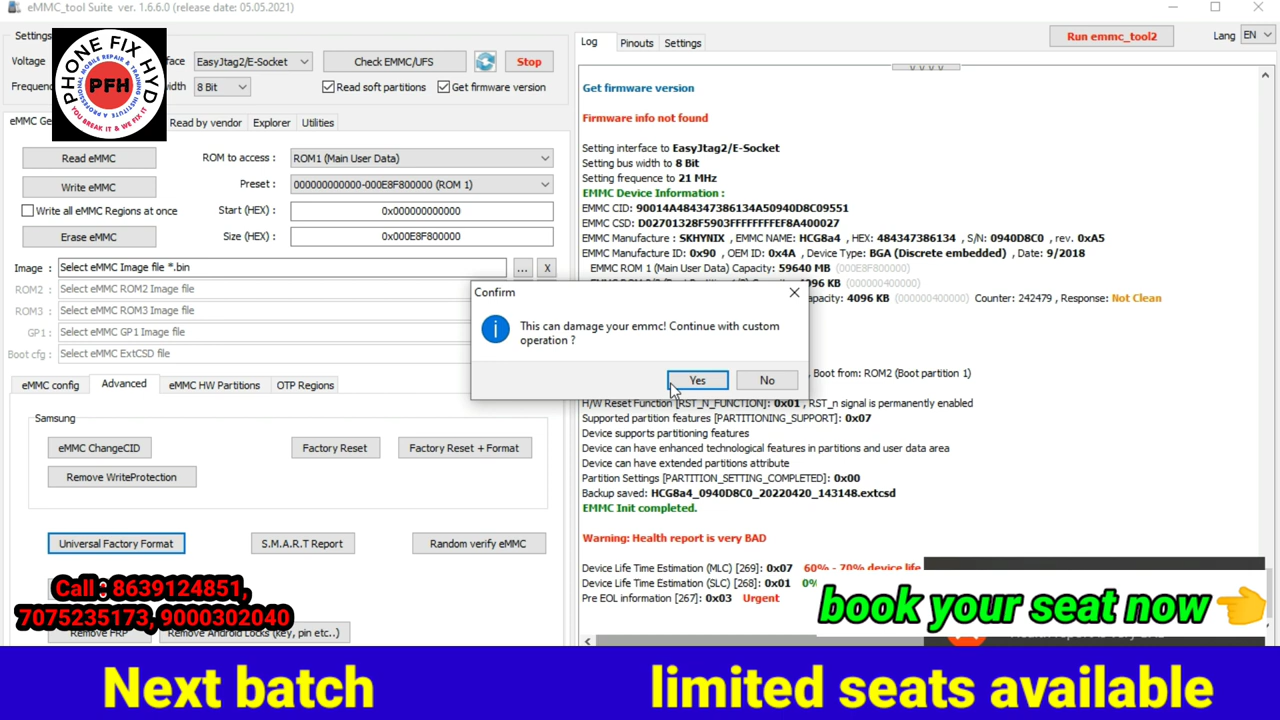 eMMC_tool Suite ver. 1.6.6.0 (release date: 05.05.2021)
Settings
PHONE FIX HYD
MOBILE REPAIR & TRAINING INSTITUTE
PFH
YOU BREAK IT & WE FIX IT
Voltage
face EasyJtag2/E-Socket
Check EMMC/UFS
Stop
Frequen
width 8 Bit
Read soft partitions
Get firmware version
eMMC Ge
Read by vendor
Explorer
Utilities
Read eMMC
ROM to access :
ROM1 (Main User Data)
Write eMMC
Preset :
000000000000-000E8F800000 (ROM 1)
Write all eMMC Regions at once
Start (HEX) :
0x000000000000
Erase eMMC
Size (HEX) :
0x000E8F800000
Image :
Select eMMC Image file *.bin
...
X
ROM2 :
Select eMMC ROM2 Image file
ROM3 :
Select eMMC ROM3 Image file
GP1 :
Select eMMC GP1 Image file
Boot cfg :
Select eMMC ExtCSD file
eMMC config
Advanced
eMMC HW Partitions
OTP Regions
Samsung
eMMC ChangeCID
Factory Reset
Factory Reset + Format
Remove WriteProtection
Universal Factory Format
S.M.A.R.T Report
Random verify eMMC
Call : 8639124851,
7075235173, 9000302040
Remove FRP
Remove Android Locks (key, pin etc..)
Log
Pinouts
Settings
Run emmc_tool2
Lang
EN
Get firmware version
Firmware info not found
Setting interface to EasyJtag2/E-Socket
Setting bus width to 8 Bit
Setting frequence to 21 MHz
EMMC Device Information :
EMMC CID: 90014A484347386134A50940D8C09551
EMMC CSD: D02701328F5903FFFFFFFFEF8A400027
EMMC Manufacture : SKHYNIX , EMMC NAME: HCG8a4 , HEX: 484347386134 , S/N: 0940D8C0 , rev. 0xA5
EMMC Manufacture ID: 0x90 , OEM ID: 0x4A , Device Type: BGA (Discrete embedded) , Date: 9/2018
EMMC ROM 1 (Main User Data) Capacity: 59640 MB (000E8F800000)
96 KB (000000400000)
apacity: 4096 KB (000000400000) Counter: 242479 , Response: Not Clean
Confirm
This can damage your emmc! Continue with custom
operation ?
Yes
No
, Boot from: ROM2 (Boot partition 1)
H/W Reset Function [RST_N_FUNCTION]: 0x01 , RST_n signal is permanently enabled
Supported partition features [PARTITIONING_SUPPORT]: 0x07
Device supports partitioning features
Device can have enhanced technological features in partitions and user data area
Device can have extended partitions attribute
Partition Settings [PARTITION_SETTING_COMPLETED]: 0x00
Backup saved: HCG8a4_0940D8C0_20220420_143148.extcsd
EMMC Init completed.
Warning: Health report is very BAD
Device Life Time Estimation (MLC) [269]: 0x07 60% - 70% device life
Device Life Time Estimation (SLC) [268]: 0x01 0%
Pre EOL information [267]: 0x03 Urgent
book your seat now
Next batch
limited seats available